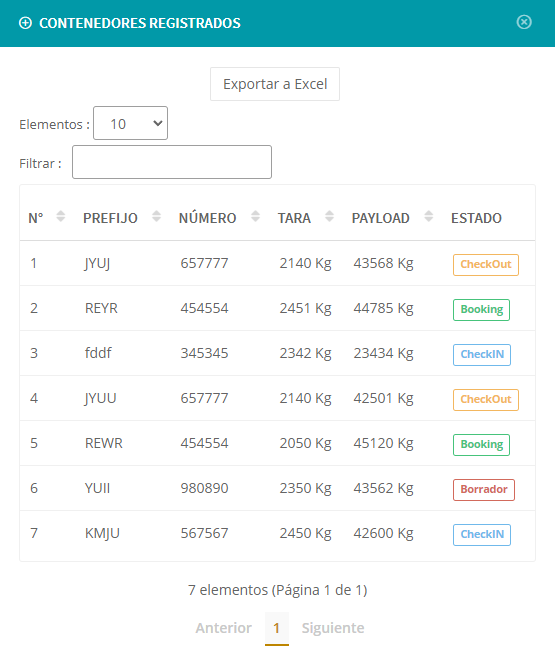 CONTENEDORES REGISTRADOS
Exportar a Excel
Elementos : 10
Filtrar :
N° PREFIJO NÚMERO TARA PAYLOAD ESTADO
1 JYUJ 657777 2140 Kg 43568 Kg CheckOut
2 REYR 454554 2451 Kg 44785 Kg Booking
3 fddf 345345 2342 Kg 23434 Kg CheckIN
4 JYUU 657777 2140 Kg 42501 Kg CheckOut
5 REWR 454554 2050 Kg 45120 Kg Booking
6 YUII 980890 2350 Kg 43562 Kg Borrador
7 KMJU 567567 2450 Kg 42600 Kg CheckIN
7 elementos (Página 1 de 1)
Anterior 1 Siguiente